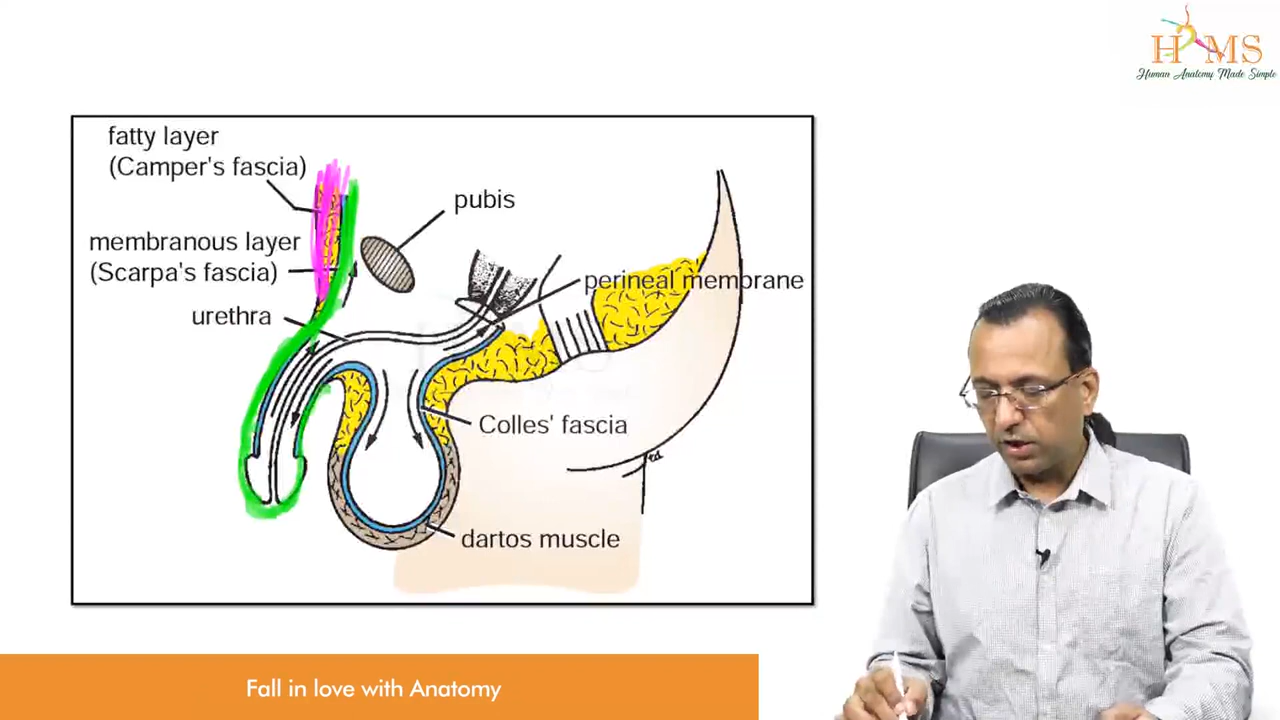 H MS
Human Anatomy Made Simple
fatty layer
(Camper's fascia)
pubis
membranous layer
(Scarpa's fascia)
perineal membrane
urethra
Colles' fascia
dartos muscle
Fall in love with Anatomy